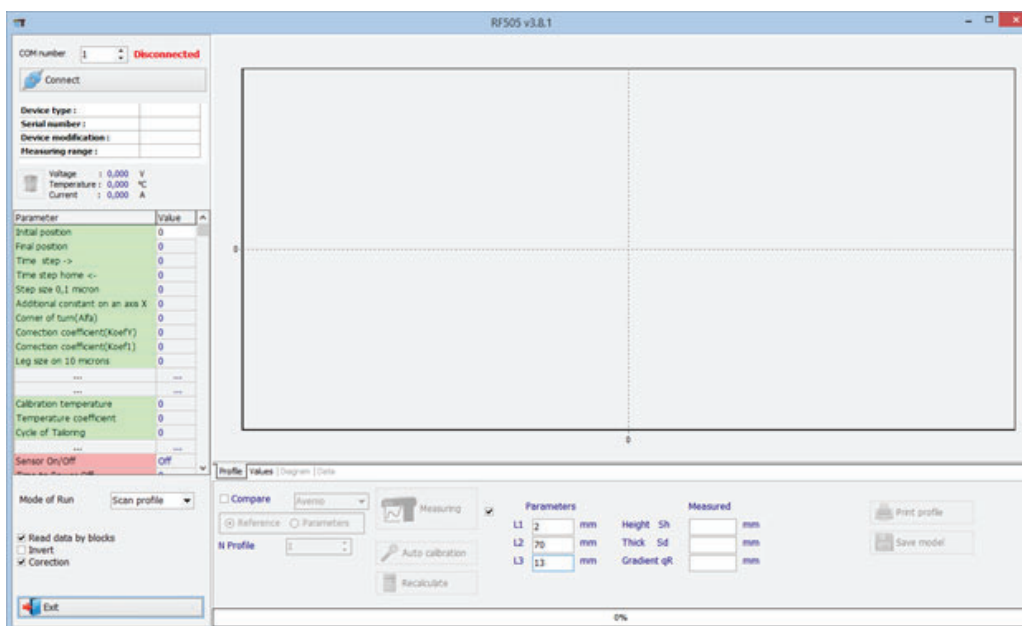 RF505 v3.8.1
COM number 1 Disconnected
Connect
Device type :
Serial number :
Device modification :
Measuring range :
Voltage : 0,000 V
Temperature : 0,000 °C
Current : 0,000 A
Parameter Value
Initial position 0
Final position 0
Time step -> 0
Time step home <- 0
Step size 0,1 micron 0
Additional constant on an axis X 0
Corner of turn(Alfa) 0
Correction coefficient(KoefY) 0
Correction coefficient(Koef1) 0
Leg size on 10 microns 0
... ...
... ...
Calibration temperature 0
Temperature coefficient 0
Cycle of Tailoring 0
... ...
Sensor On/Off Off
Mode of Run Scan profile
Read data by blocks
Invert
Corection
Exit
0
0
Profile Values Diagram Data
Compare Averno
Reference Parameters
N Profile 1
Measuring
Auto calibration
Recalculate
Parameters Measured
L1 2 mm Height Sh mm
L2 70 mm Thick Sd mm
L3 13 mm Gradient qR mm
Print profile
Save model
0%